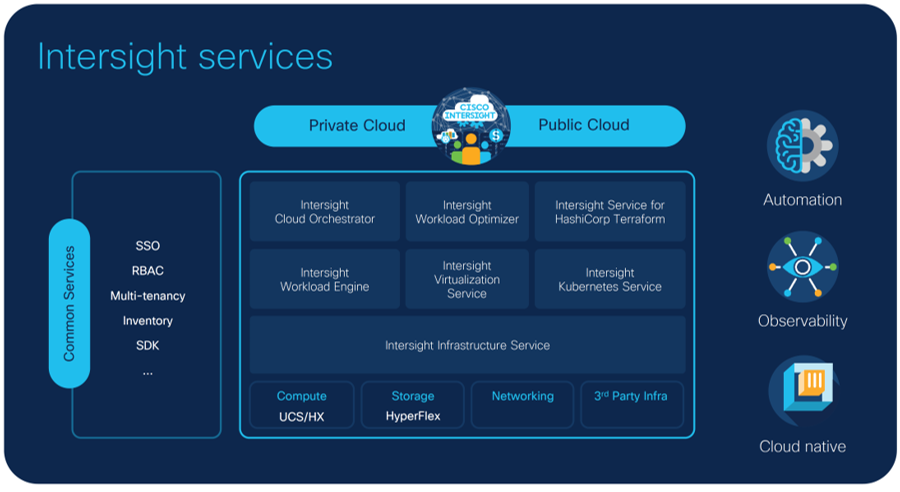 Intersight services
Private Cloud
CISCO
INTERSIGHT
$
Public Cloud
Common Services
SSO
RBAC
Multi-tenancy
Inventory
SDK
...
Intersight
Cloud Orchestrator
Intersight
Workload Optimizer
Intersight Service for
HashiCorp Terraform
Intersight
Workload Engine
Intersight
Virtualization
Service
Intersight
Kubernetes Service
Intersight Infrastructure Service
Compute
UCS/HX
Storage
HyperFlex
Networking
3rd Party Infra
Automation
Observability
Cloud native